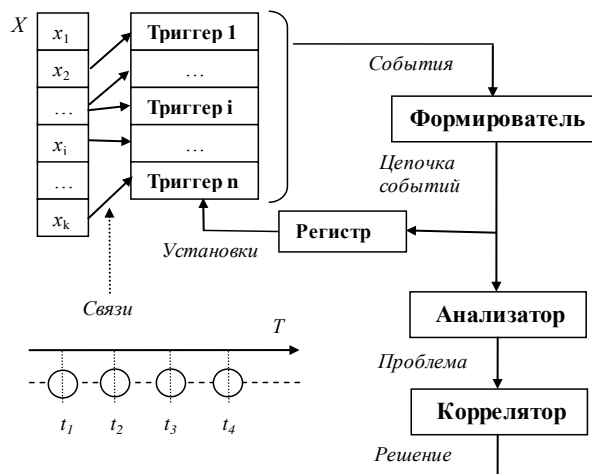 X
x1
x2
…
xi
…
xk
Триггер 1
…
Триггер i
…
Триггер n
События
Формирователь
Цепочка
событий
Регистр
Установки
Связи
Анализатор
T
Проблема
t1 t2 t3 t4
Коррелятор
Решение